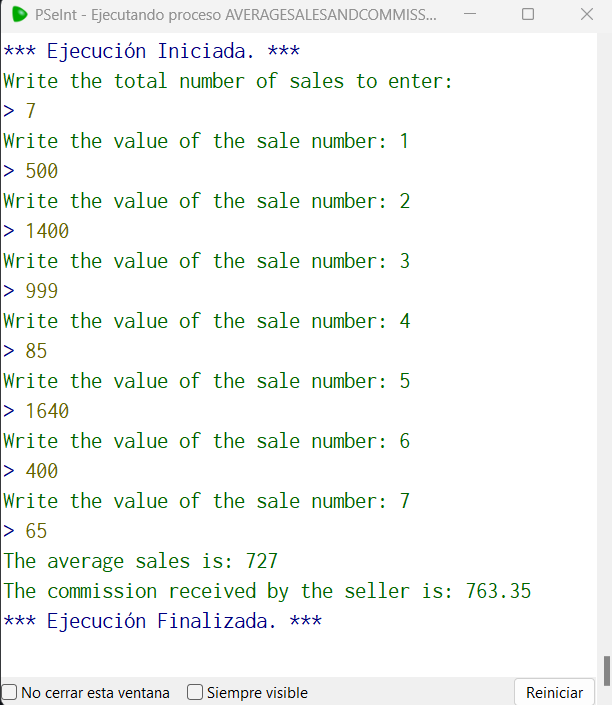 PSeInt - Ejecutando proceso AVERAGESALESANDCOMMISS...
*** Ejecución Iniciada. ***
Write the total number of sales to enter:
> 7
Write the value of the sale number: 1
> 500
Write the value of the sale number: 2
> 1400
Write the value of the sale number: 3
> 999
Write the value of the sale number: 4
> 85
Write the value of the sale number: 5
> 1640
Write the value of the sale number: 6
> 400
Write the value of the sale number: 7
> 65
The average sales is: 727
The commission received by the seller is: 763.35
*** Ejecución Finalizada. ***
No cerrar esta ventana Siempre visible Reiniciar